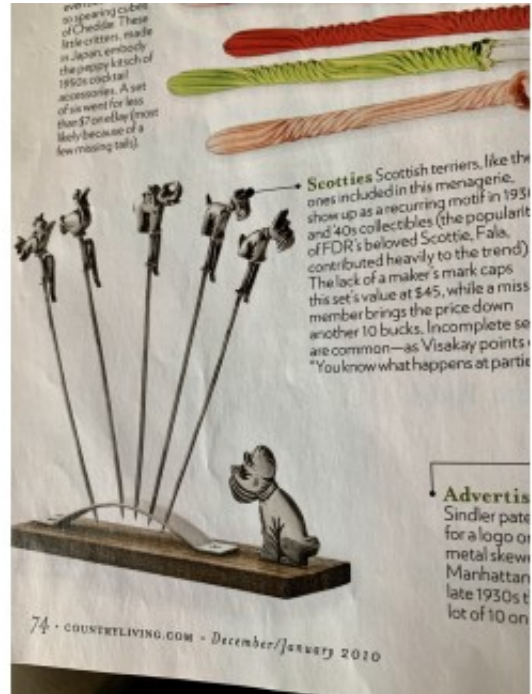 to spearing cubes
of Cheddar. These
little critters, made
in Japan, embody
the peppy kitsch of
1950s cocktail
accessories. A set
of six went for less
than $7 on eBay (most
likely because of a
few missing tails).
Scotties Scottish terriers, like the
ones included in this menagerie,
show up as a recurring motif in 193
and '40s collectibles (the popularit
of FDR's beloved Scottie, Fala,
contributed heavily to the trend)
The lack of a maker's mark caps
this set's value at $45, while a miss
member brings the price down
another 10 bucks. Incomplete se
are common—as Visakay points
"You know what happens at partie
Advertis
Sindler pate
for a logo or
metal skew
Manhattan
late 1930s t
lot of 10 on
74 · COUNTRYLIVING.COM · December/January 2010